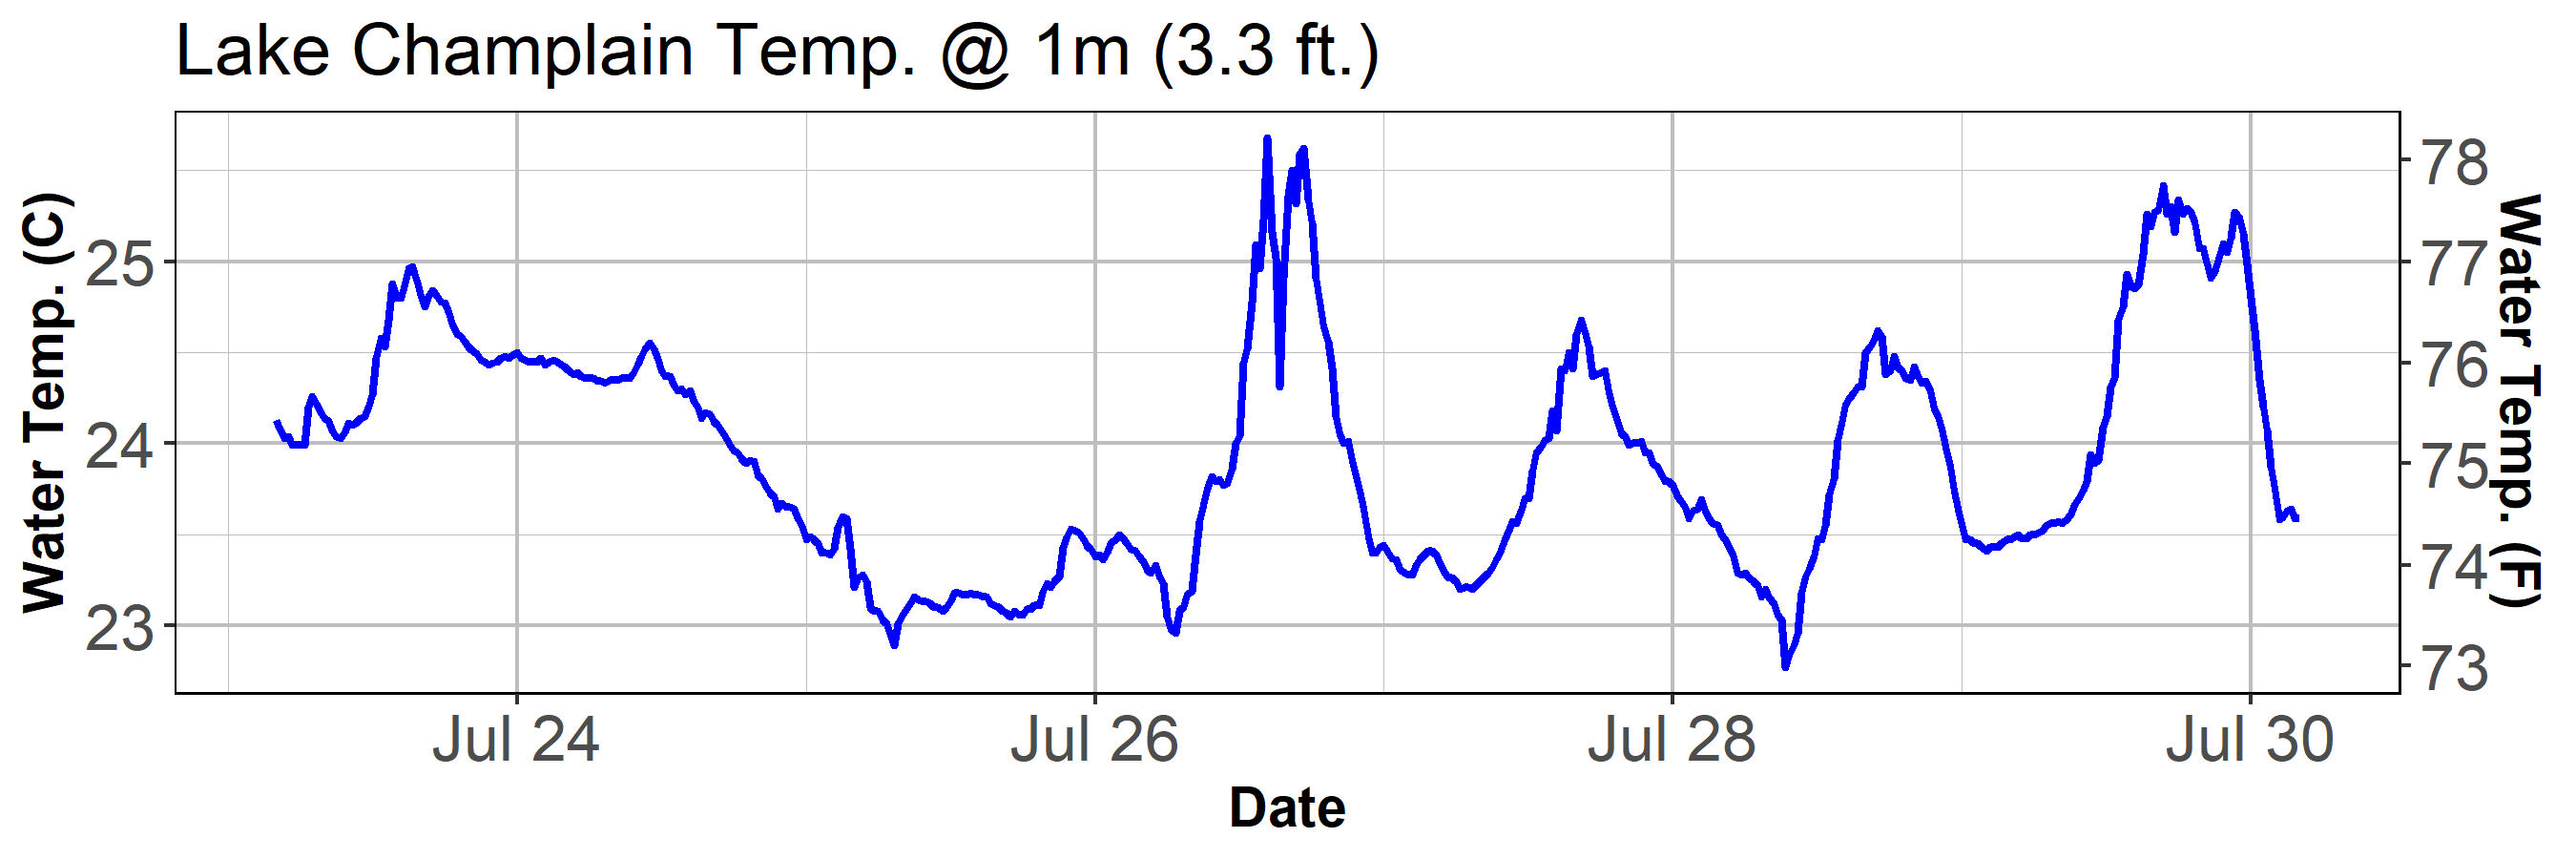 Lake Champlain Temp. @ 1m (3.3 ft.)
Water Temp. (C)
25
24
23
78
77
76
75
74
73
Water Temp. (F)
Jul 24 Jul 26 Jul 28 Jul 30
Date